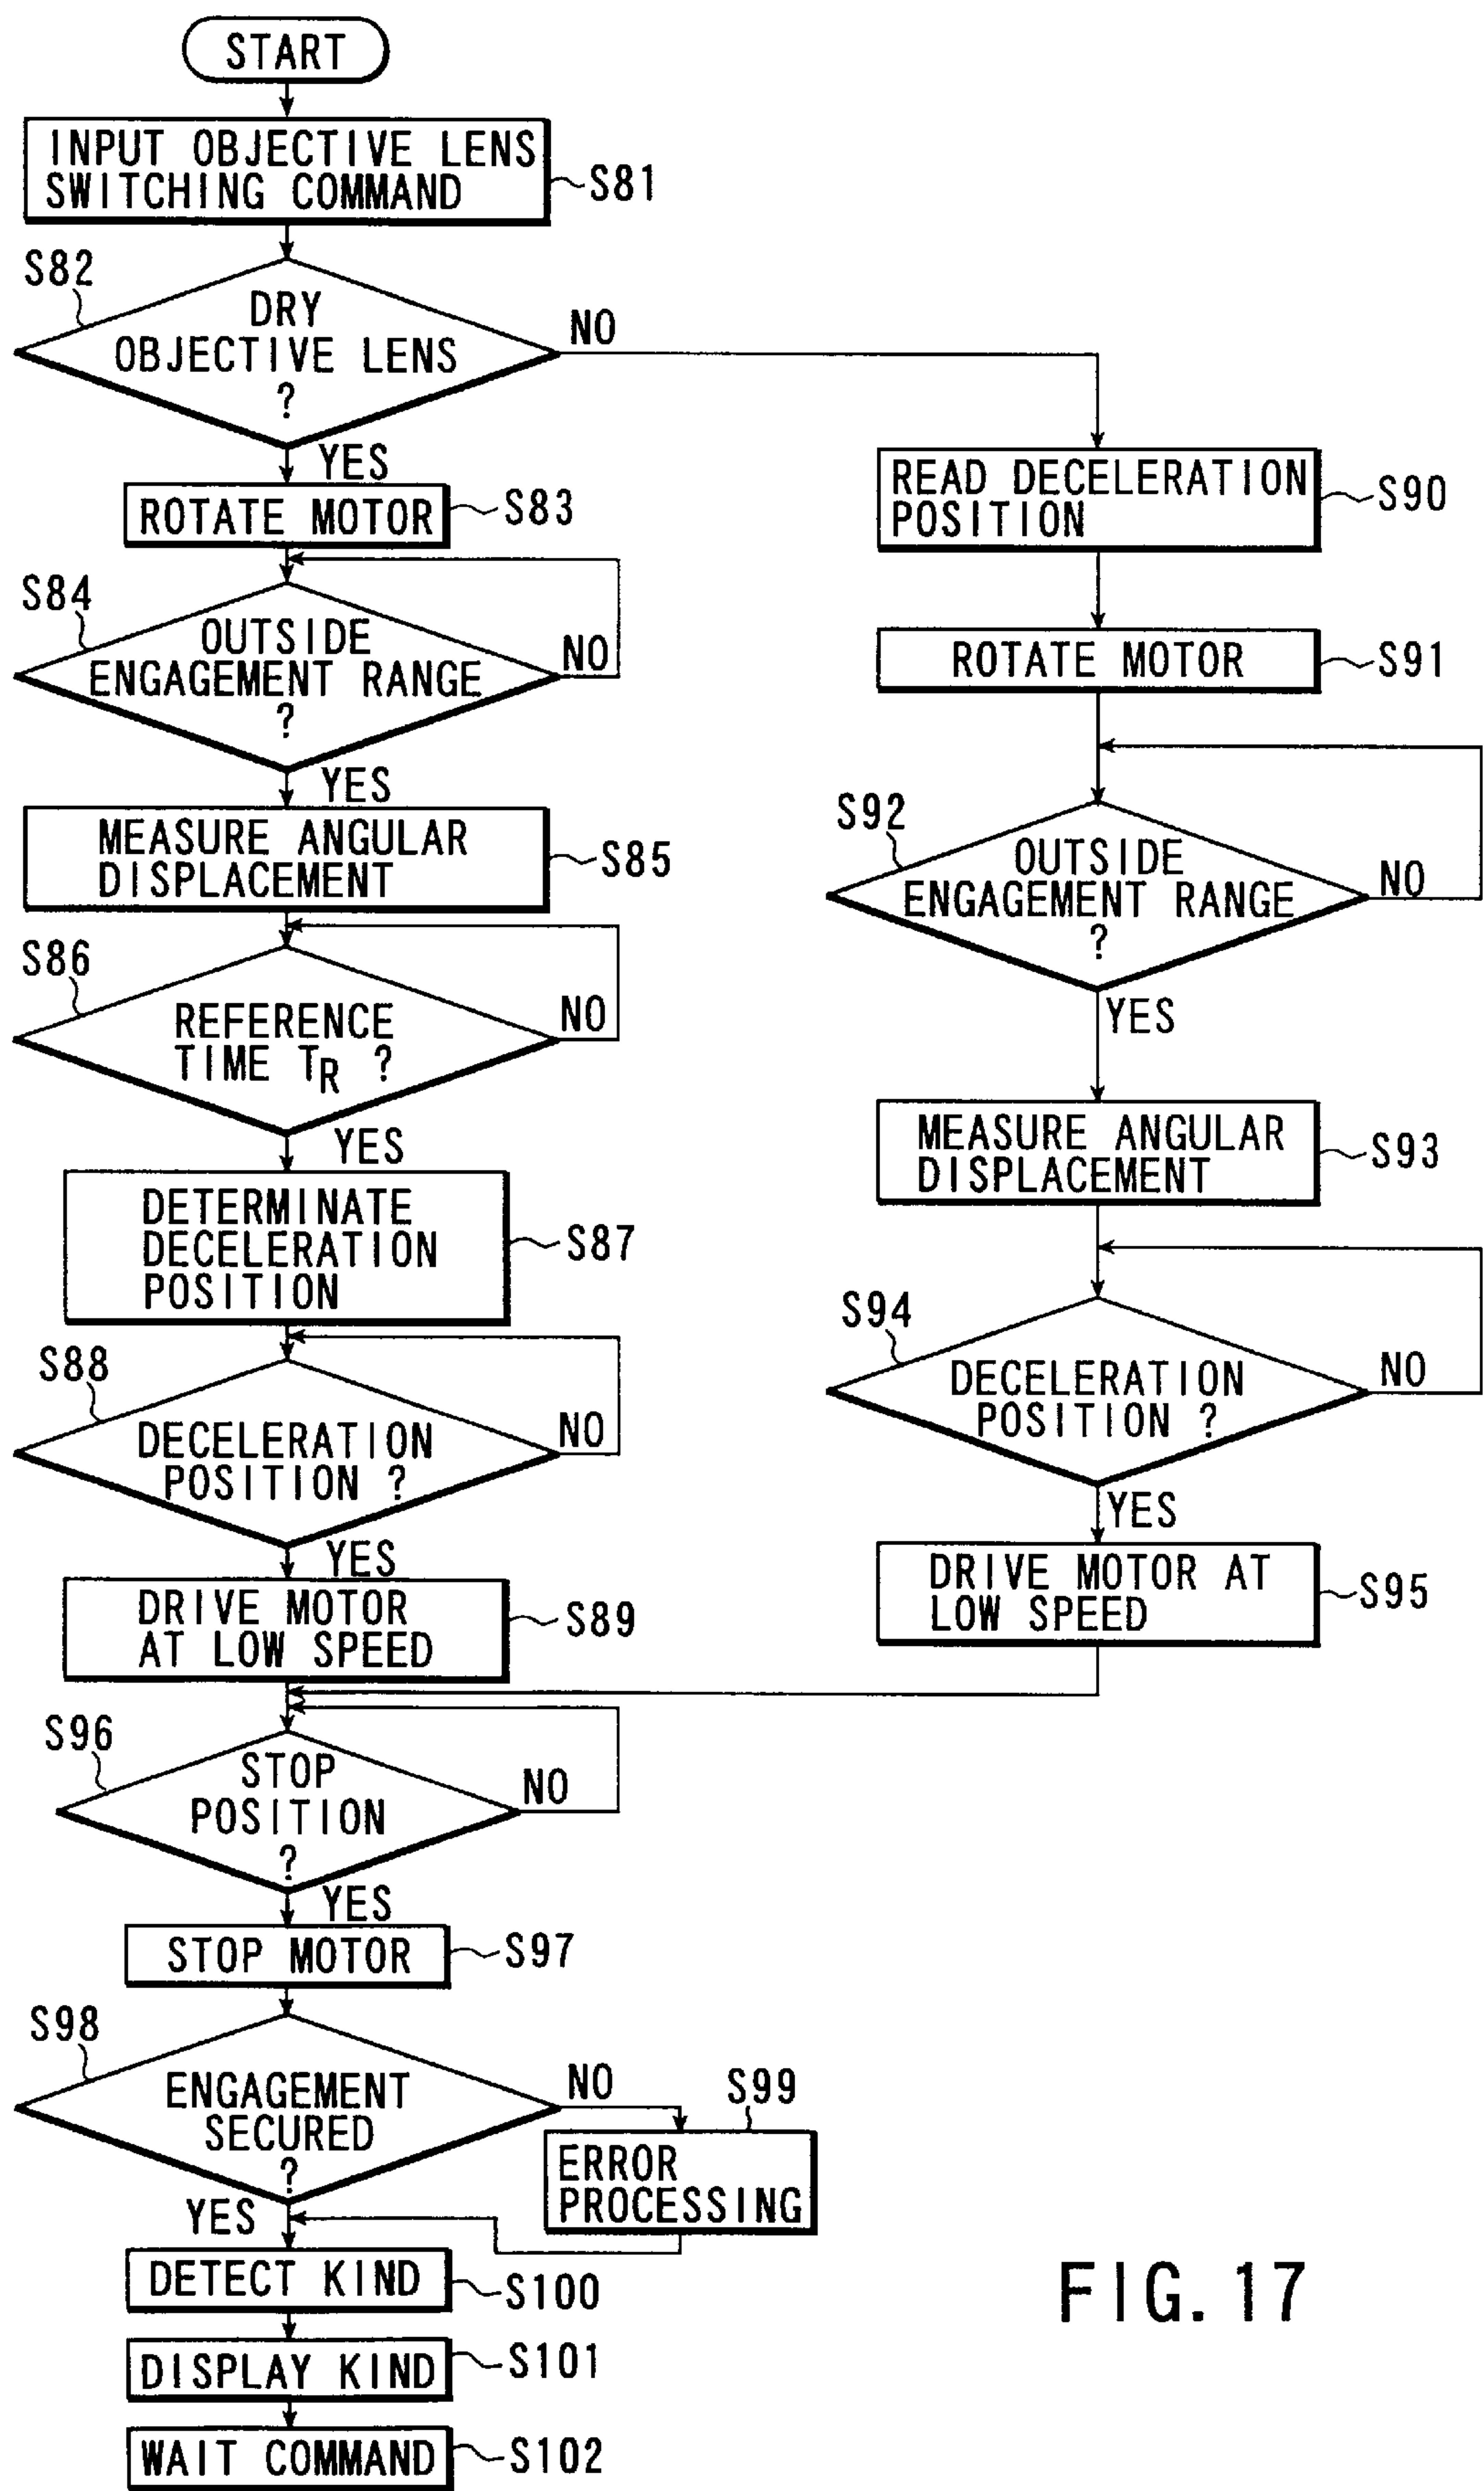 START
INPUT OBJECTIVE LENS
SWITCHING COMMAND
S81
S82
DRY
OBJECTIVE LENS
?
NO
YES
ROTATE MOTOR
S83
S84
OUTSIDE
ENGAGEMENT RANGE
?
NO
YES
MEASURE ANGULAR
DISPLACEMENT
S85
S86
REFERENCE
TIME TR ?
NO
YES
DETERMINATE
DECELERATION
POSITION
S87
S88
DECELERATION
POSITION ?
NO
YES
DRIVE MOTOR
AT LOW SPEED
S89
READ DECELERATION
POSITION
S90
ROTATE MOTOR
S91
S92
OUTSIDE
ENGAGEMENT RANGE
?
NO
YES
MEASURE ANGULAR
DISPLACEMENT
S93
S94
DECELERATION
POSITION ?
NO
YES
DRIVE MOTOR AT
LOW SPEED
S95
S96
STOP
POSITION
?
NO
YES
STOP MOTOR
S97
S98
ENGAGEMENT
SECURED
?
NO
YES
S99
ERROR
PROCESSING
DETECT KIND
S100
DISPLAY KIND
S101
WAIT COMMAND
S102
FIG. 17